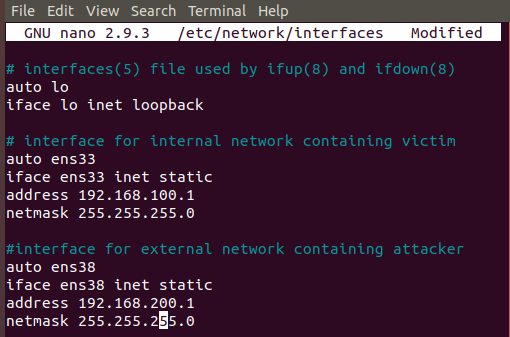 File Edit View Search Terminal Help
GNU nano 2.9.3 /etc/network/interfaces Modified
# interfaces(5) file used by ifup(8) and ifdown(8)
auto lo
iface lo inet loopback
# interface for internal network containing victim
auto ens33
iface ens33 inet static
address 192.168.100.1
netmask 255.255.255.0
#interface for external network containing attacker
auto ens38
iface ens38 inet static
address 192.168.200.1
netmask 255.255.255.0